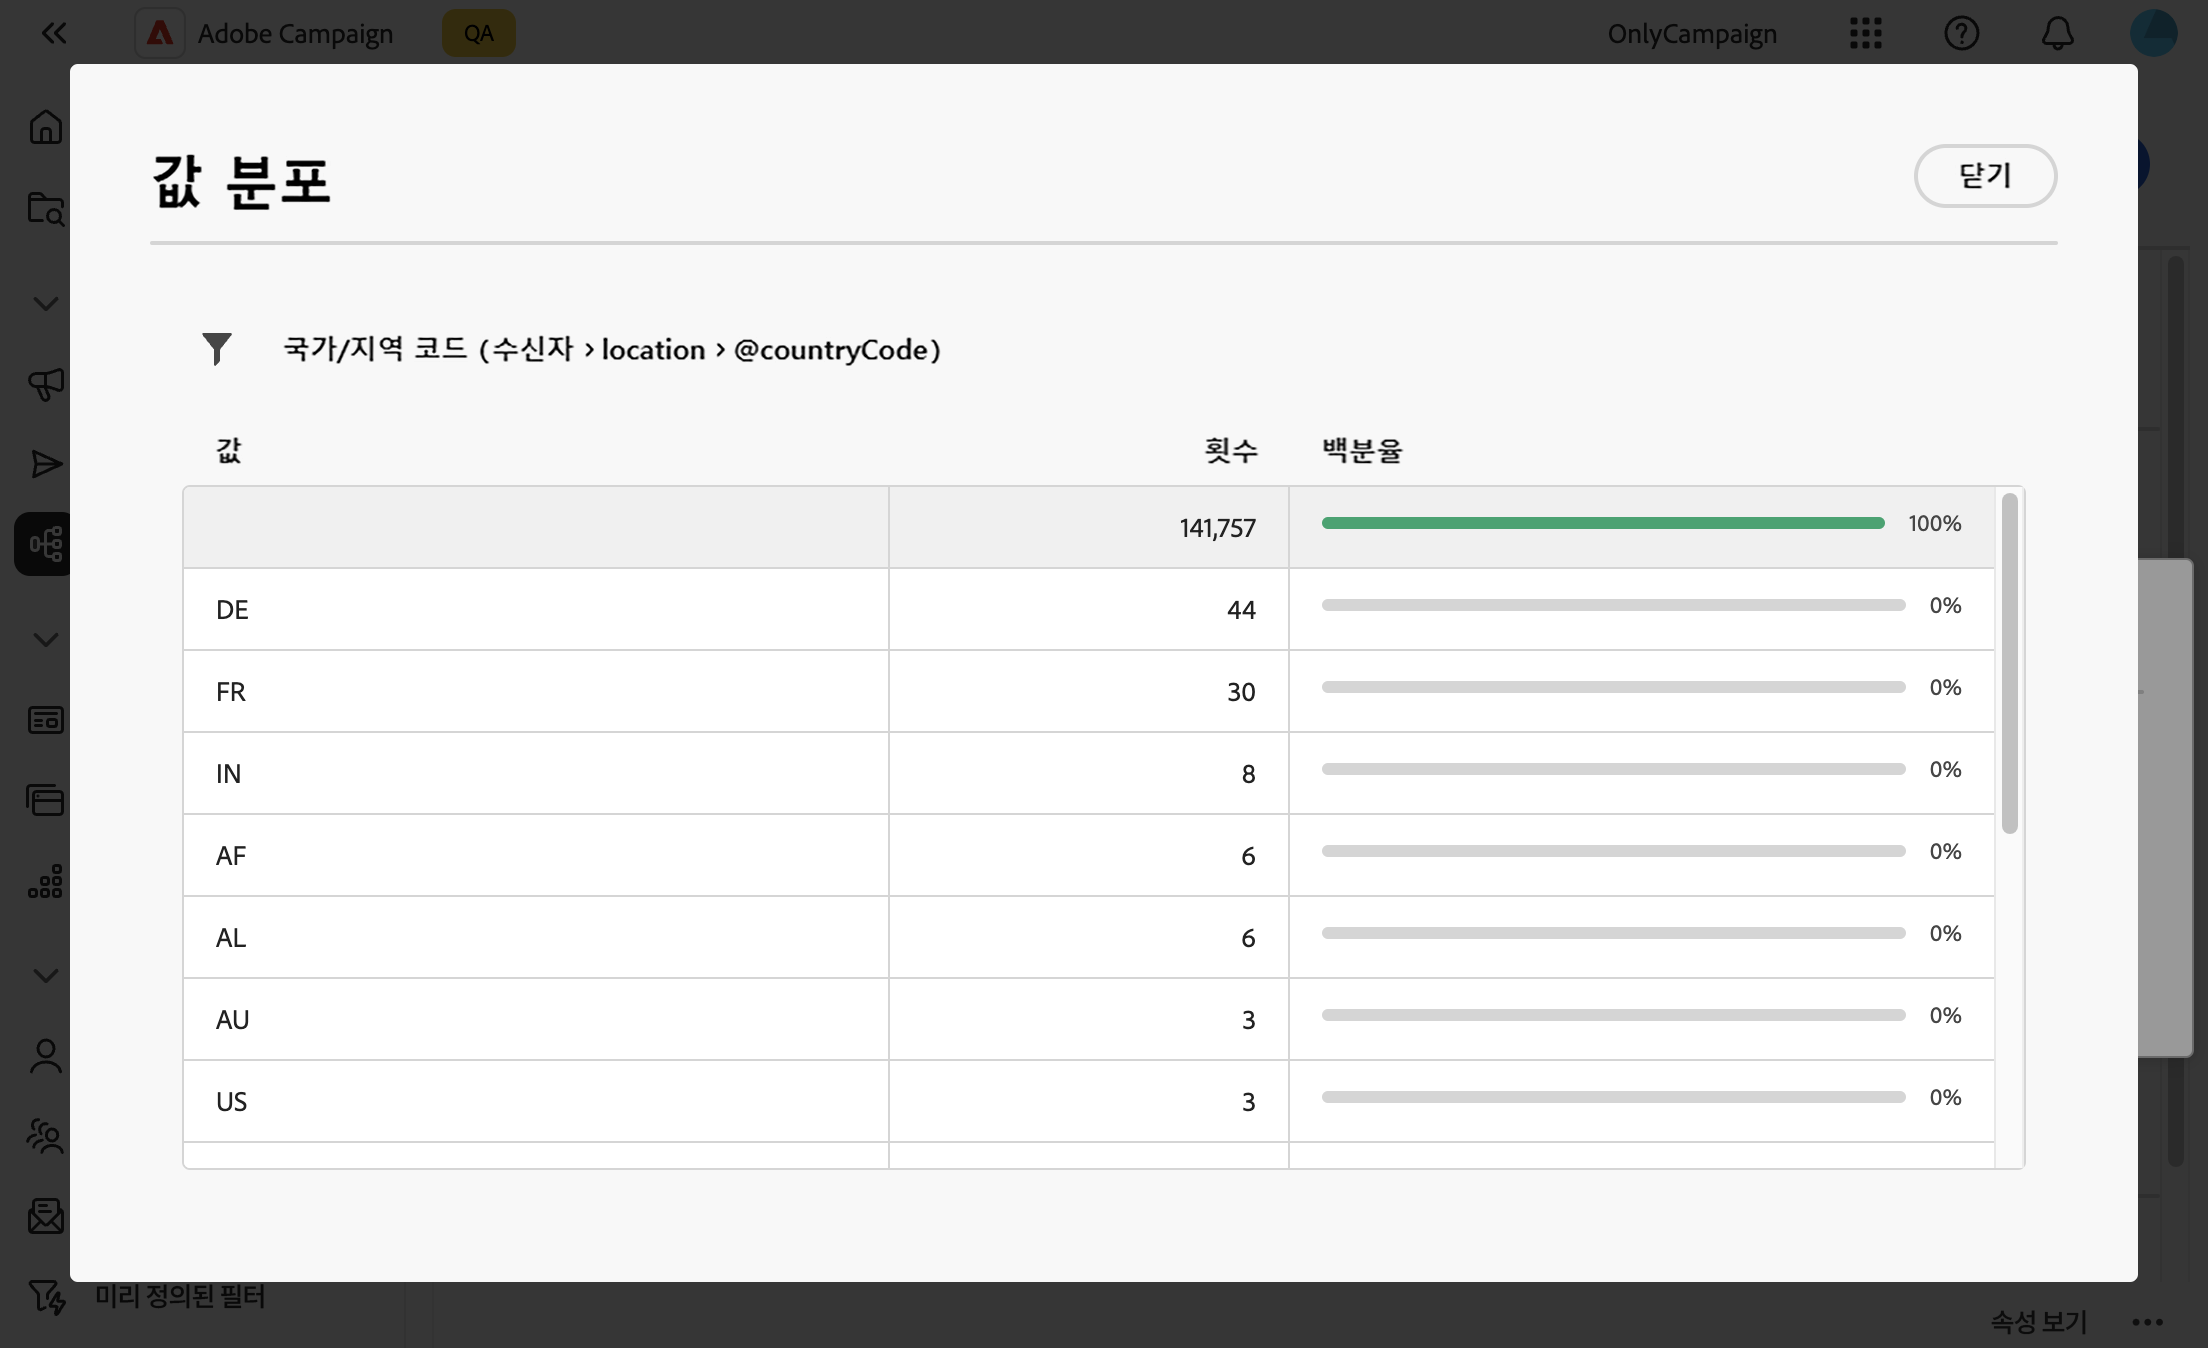 Adobe Campaign QA OnlyCampaign
값 분포
닫기
국가/지역 코드 (수신자 › location › @countryCode)
값 횟수 백분율
141,757 100%
DE 44 0%
FR 30 0%
IN 8 0%
AF 6 0%
AL 6 0%
AU 3 0%
US 3 0%
미리 정의된 필터
속성 보기